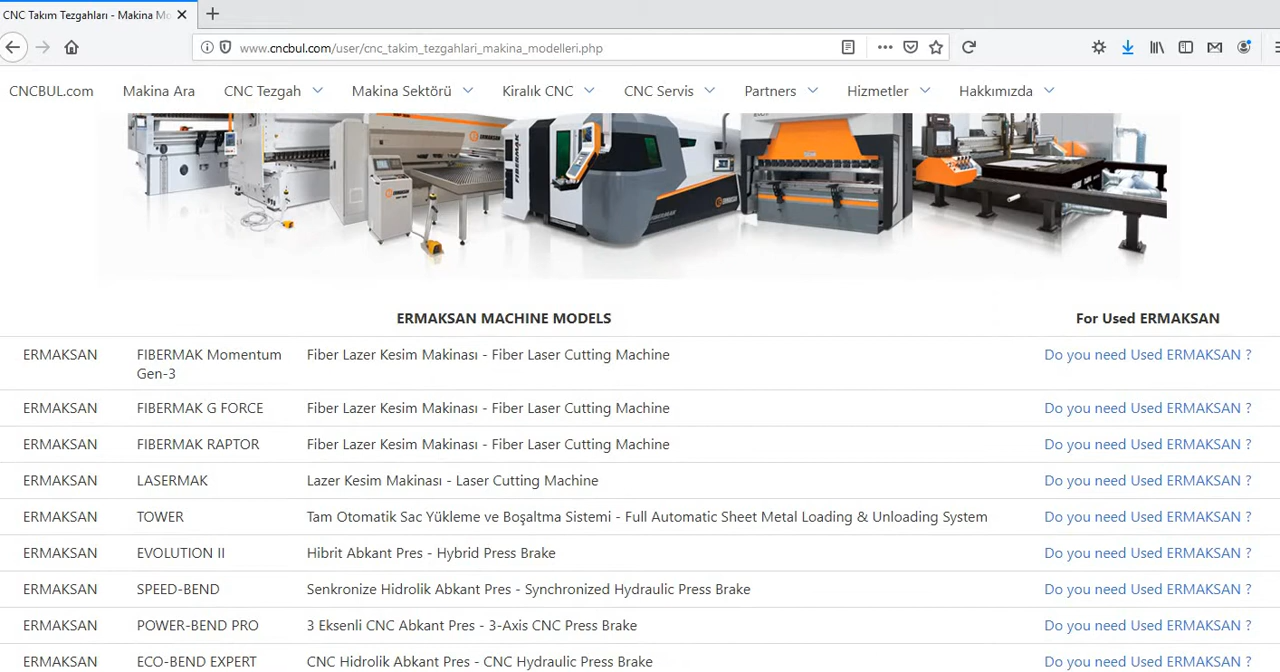 CNC Takım Tezgahları - Makina Mo
www.cncbul.com/user/cnc_takim_tezgahlari_makina_modelleri.php
CNCBUL.com Makina Ara CNC Tezgah Makina Sektörü Kiralık CNC CNC Servis Partners Hizmetler Hakkımızda
ERMAKSAN
FIBERMAK
FIBERMAK
ERMAKSAN
ERMAKSAN MACHINE MODELS For Used ERMAKSAN
ERMAKSAN FIBERMAK Momentum Fiber Lazer Kesim Makinası - Fiber Laser Cutting Machine Do you need Used ERMAKSAN ?
Gen-3
ERMAKSAN FIBERMAK G FORCE Fiber Lazer Kesim Makinası - Fiber Laser Cutting Machine Do you need Used ERMAKSAN ?
ERMAKSAN FIBERMAK RAPTOR Fiber Lazer Kesim Makinası - Fiber Laser Cutting Machine Do you need Used ERMAKSAN ?
ERMAKSAN LASERMAK Lazer Kesim Makinası - Laser Cutting Machine Do you need Used ERMAKSAN ?
ERMAKSAN TOWER Tam Otomatik Sac Yükleme ve Boşaltma Sistemi - Full Automatic Sheet Metal Loading & Unloading System Do you need Used ERMAKSAN ?
ERMAKSAN EVOLUTION II Hibrit Abkant Pres - Hybrid Press Brake Do you need Used ERMAKSAN ?
ERMAKSAN SPEED-BEND Senkronize Hidrolik Abkant Pres - Synchronized Hydraulic Press Brake Do you need Used ERMAKSAN ?
ERMAKSAN POWER-BEND PRO 3 Eksenli CNC Abkant Pres - 3-Axis CNC Press Brake Do you need Used ERMAKSAN ?
ERMAKSAN ECO-BEND EXPERT CNC Hidrolik Abkant Pres - CNC Hydraulic Press Brake Do you need Used ERMAKSAN ?